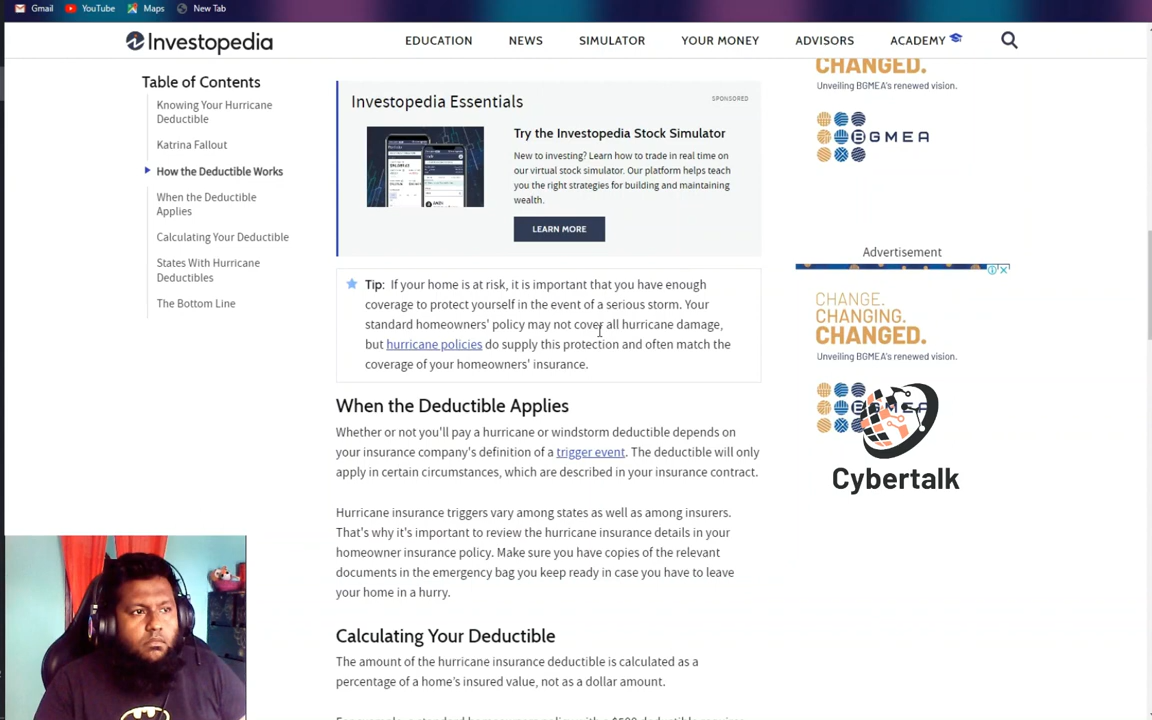 Gmail
YouTube
Maps
New Tab
Investopedia
EDUCATION
NEWS
SIMULATOR
YOUR MONEY
ADVISORS
ACADEMY
Table of Contents
Knowing Your Hurricane
Deductible
Katrina Fallout
How the Deductible Works
When the Deductible
Applies
Calculating Your Deductible
States With Hurricane
Deductibles
The Bottom Line
Investopedia Essentials
SPONSORED
Try the Investopedia Stock Simulator
New to investing? Learn how to trade in real time on
our virtual stock simulator. Our platform helps teach
you the right strategies for building and maintaining
wealth.
LEARN MORE
Tip: If your home is at risk, it is important that you have enough
coverage to protect yourself in the event of a serious storm. Your
standard homeowners' policy may not cover all hurricane damage,
but hurricane policies do supply this protection and often match the
coverage of your homeowners' insurance.
When the Deductible Applies
Whether or not you'll pay a hurricane or windstorm deductible depends on
your insurance company's definition of a trigger event. The deductible will only
apply in certain circumstances, which are described in your insurance contract.
Hurricane insurance triggers vary among states as well as among insurers.
That's why it's important to review the hurricane insurance details in your
homeowner insurance policy. Make sure you have copies of the relevant
documents in the emergency bag you keep ready in case you have to leave
your home in a hurry.
Calculating Your Deductible
The amount of the hurricane insurance deductible is calculated as a
percentage of a home's insured value, not as a dollar amount.
CHANGED.
Unveiling BGMEA's renewed vision.
BGMEA
Advertisement
CHANGE.
CHANGING.
CHANGED.
Unveiling BGMEA's renewed vision.
Cybertalk